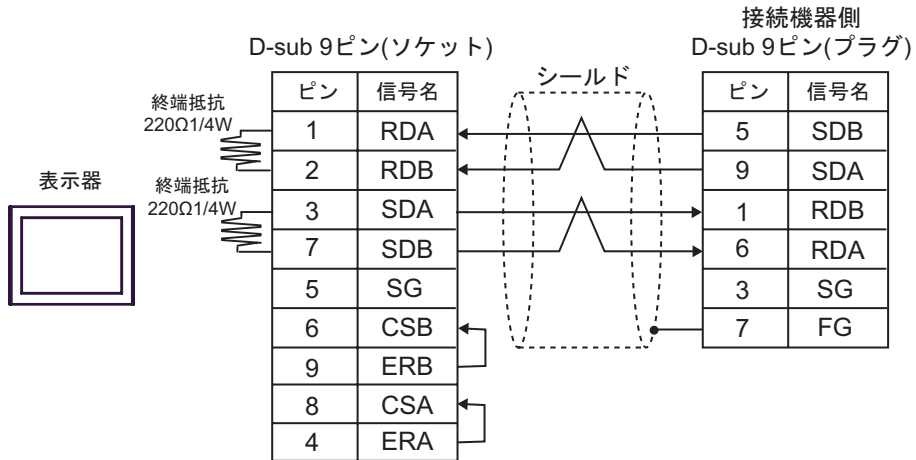 接続機器側
D-sub 9ピン(ソケット)
D-sub 9ピン(プラグ)
シールド
ピン 信号名
ピン 信号名
終端抵抗
220Ω1/4W
1 RDA
5 SDB
2 RDB
9 SDA
表示器
終端抵抗
220Ω1/4W
3 SDA
1 RDB
7 SDB
6 RDA
5 SG
3 SG
6 CSB
7 FG
9 ERB
8 CSA
4 ERA